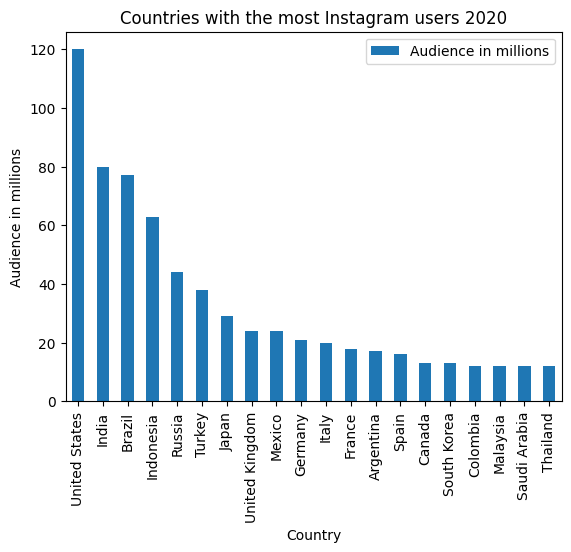 Countries with the most Instagram users 2020
Audience in millions
Audience in millions
120
100
80
60
40
20
0
United States
India
Brazil
Indonesia
Russia
Turkey
Japan
United Kingdom
Mexico
Germany
Italy
France
Argentina
Spain
Canada
South Korea
Colombia
Malaysia
Saudi Arabia
Thailand
Country